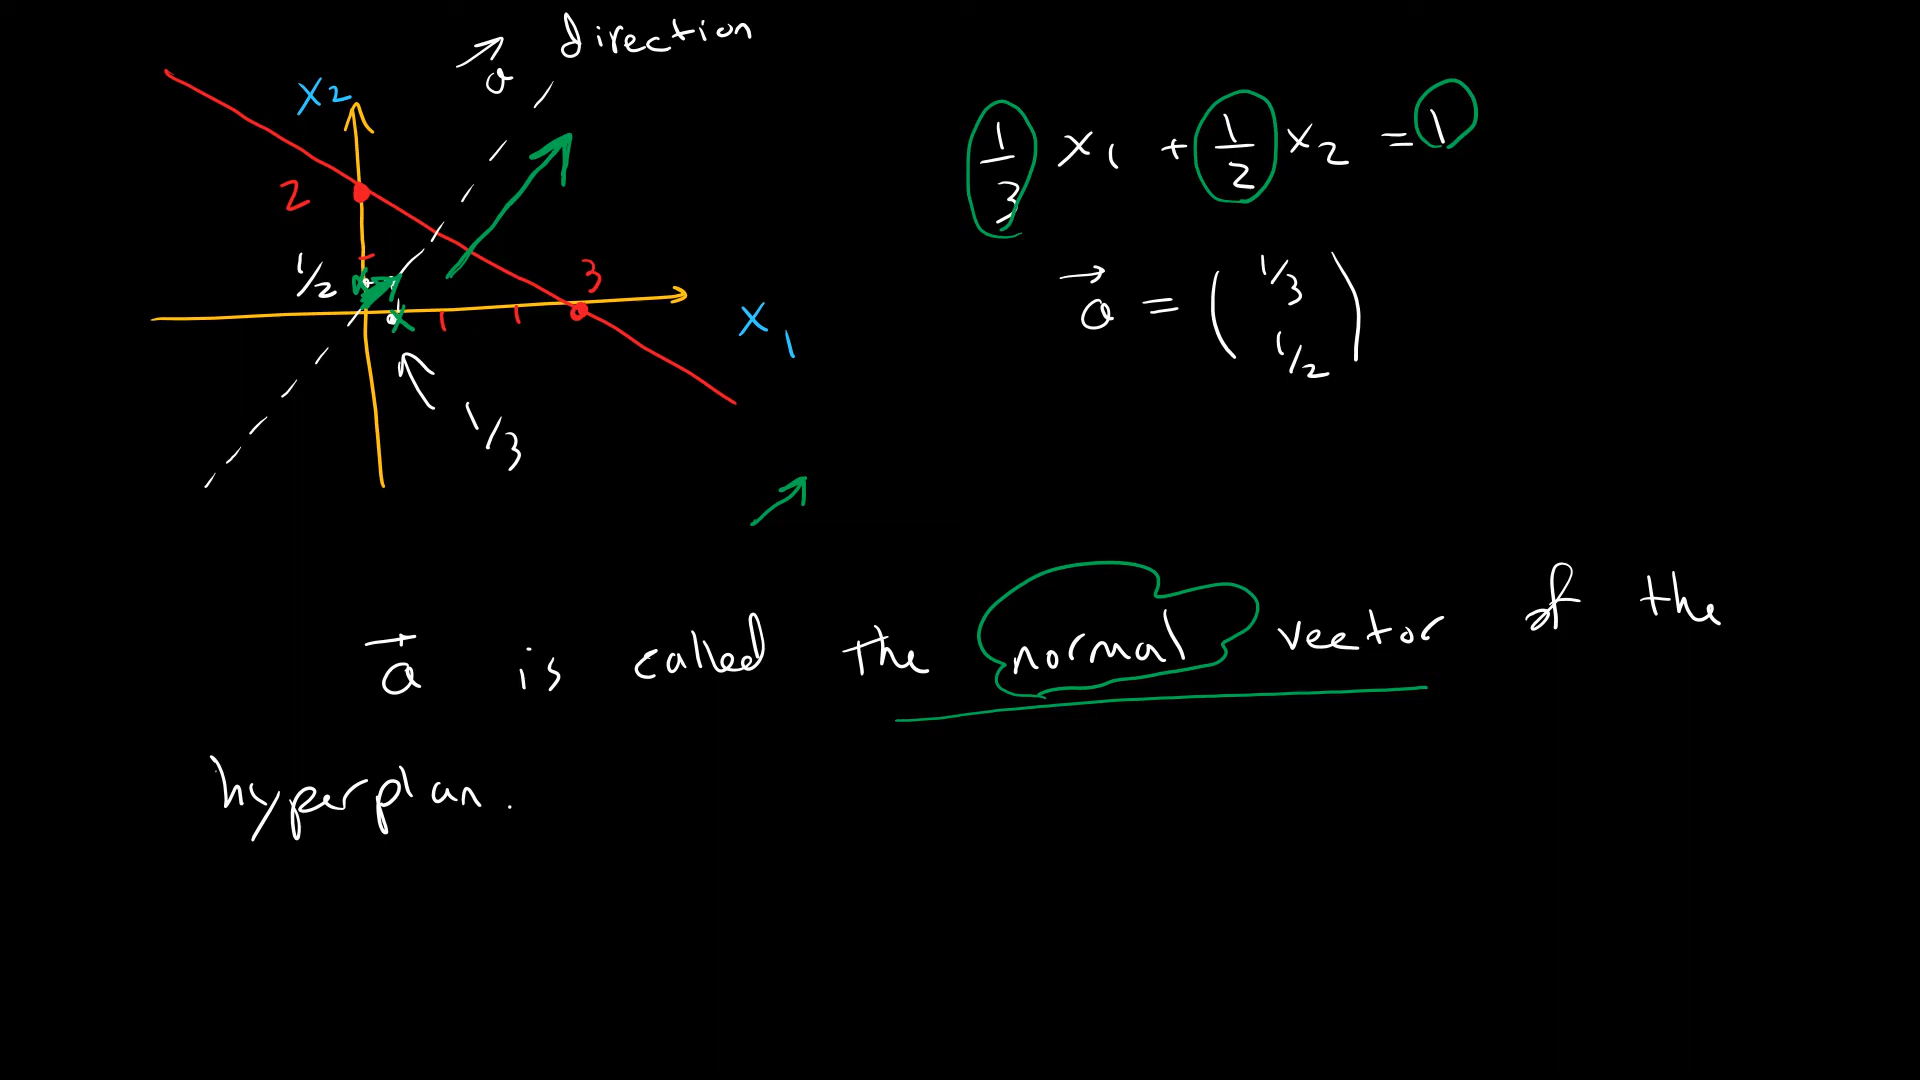 a⃗ direction
x2
1/3 x1 + 1/2 x2 = 1
2
1/2
3
x1
a⃗ = (1/3
1/2)
1/3
a⃗ is called the normal vector of the
hyperplan.